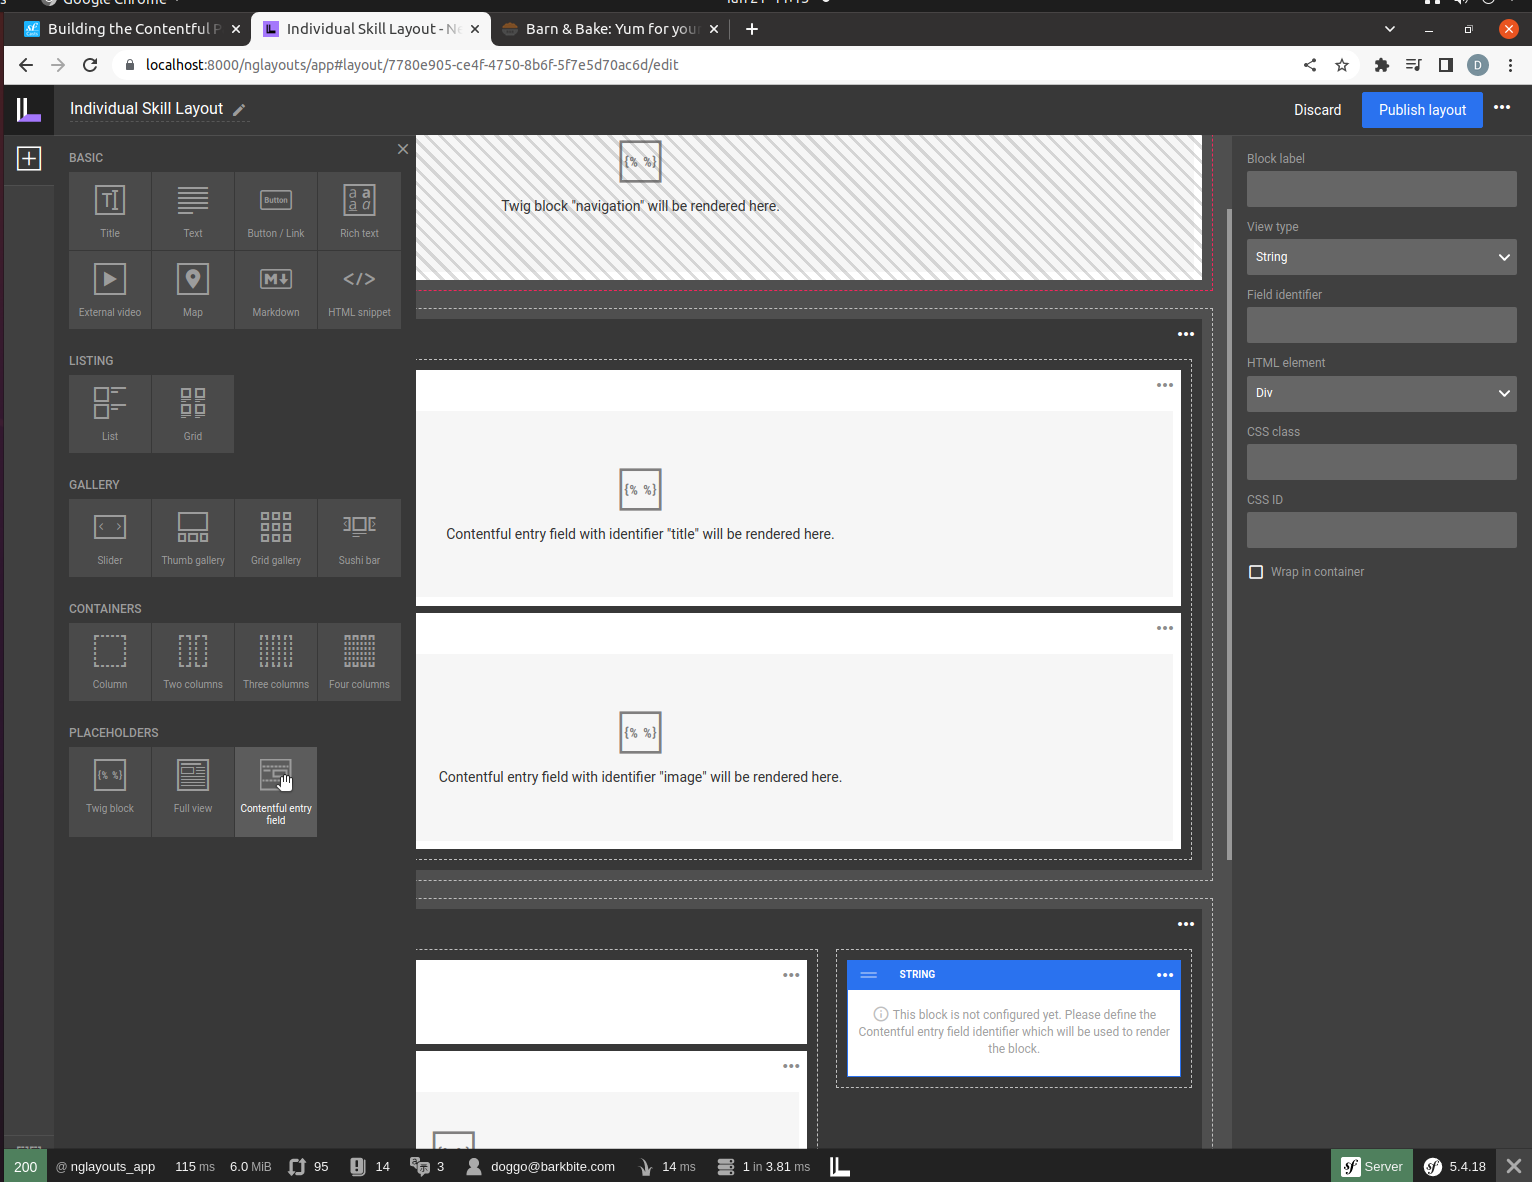 Google Chrome
Building the Contentful P
Individual Skill Layout - Ne
Barn & Bake: Yum for your
localhost:8000/nglayouts/app#layout/7780e905-ce4f-4750-8b6f-5f7e5d70ac6d/edit
D
Individual Skill Layout
Discard
Publish layout
BASIC
Title
Text
Button
Button / Link
Rich text
External video
Map
Markdown
HTML snippet
LISTING
List
Grid
GALLERY
Slider
Thumb gallery
Grid gallery
Sushi bar
CONTAINERS
Column
Two columns
Three columns
Four columns
PLACEHOLDERS
{% %}
Twig block
Full view
Contentful entry
field
{% %}
Twig block "navigation" will be rendered here.
{% %}
Contentful entry field with identifier "title" will be rendered here.
{% %}
Contentful entry field with identifier "image" will be rendered here.
STRING
This block is not configured yet. Please define the
Contentful entry field identifier which will be used to render
the block.
Block label
View type
String
Field identifier
HTML element
Div
CSS class
CSS ID
Wrap in container
200
@ nglayouts_app
115 ms
6.0 MiB
95
14
3
doggo@barkbite.com
14 ms
1 in 3.81 ms
Server
5.4.18